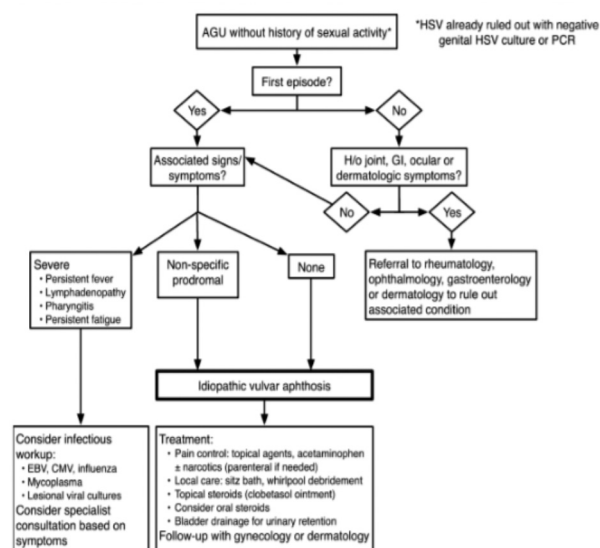 AGU without history of sexual activity*
*HSV already ruled out with negative
genital HSV culture or PCR
First episode?
Yes
No
Associated signs/
symptoms?
H/o joint, GI, ocular or
dermatologic symptoms?
No
Yes
Severe
• Persistent fever
• Lymphadenopathy
• Pharyngitis
• Persistent fatigue
Non-specific
prodromal
None
Referral to rheumatology,
ophthalmology, gastroenterology
or dermatology to rule out
associated condition
Idiopathic vulvar aphthosis
Consider infectious
workup:
• EBV, CMV, influenza
• Mycoplasma
• Lesional viral cultures
Consider specialist
consultation based on
symptoms
Treatment:
• Pain control: topical agents, acetaminophen
± narcotics (parenteral if needed)
• Local care: sitz bath, whirlpool debridement
• Topical steroids (clobetasol ointment)
• Consider oral steroids
• Bladder drainage for urinary retention
Follow-up with gynecology or dermatology